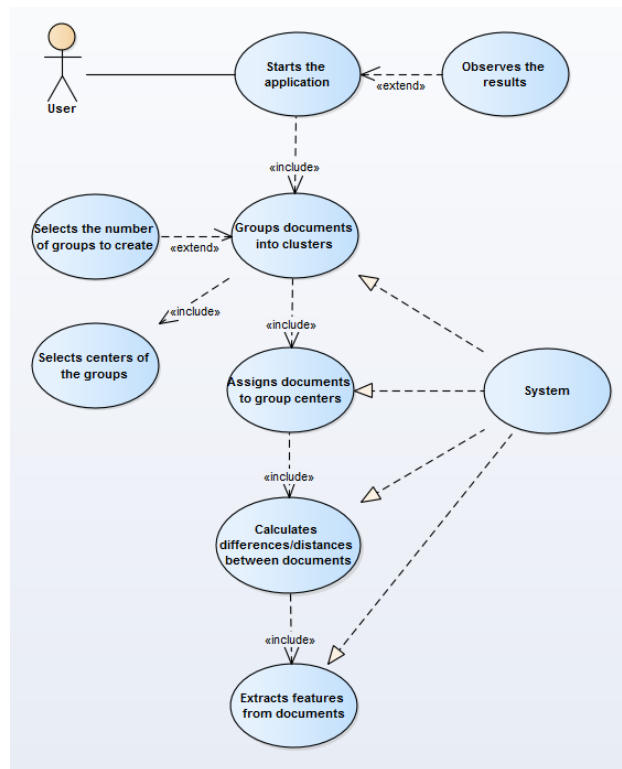 Starts the
application
Observes the
results
«extend»
User
«include»
Selects the number
of groups to create
«extend»
Groups documents
into clusters
«include»
«include»
Selects centers of
the groups
Assigns documents
to group centers
System
«include»
Calculates
differences/distances
between documents
«include»
Extracts features
from documents